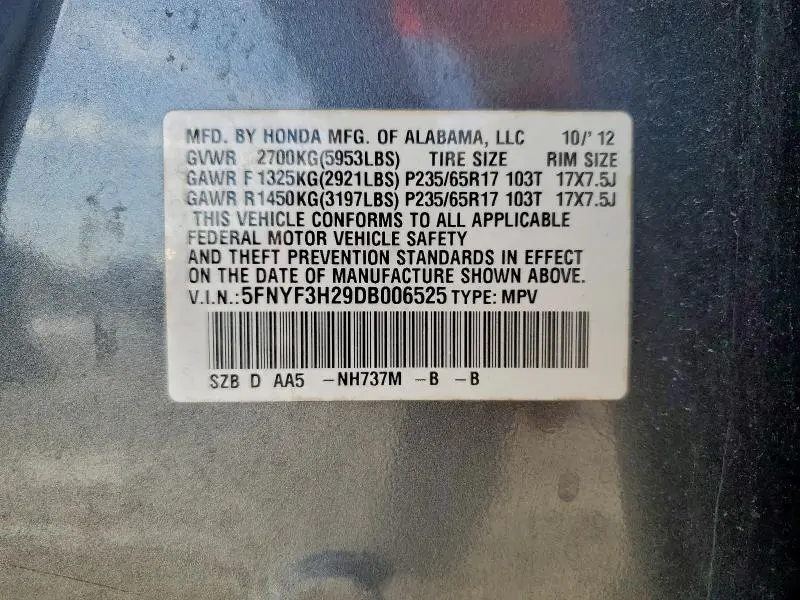 MFD. BY HONDA MFG. OF ALABAMA, LLC 10/'12
GVWR 2700KG(5953LBS) TIRE SIZE RIM SIZE
GAWR F 1325KG(2921LBS) P235/65R17 103T 17X7.5J
GAWR R1450KG(3197LBS) P235/65R17 103T 17X7.5J
THIS VEHICLE CONFORMS TO ALL APPLICABLE
FEDERAL MOTOR VEHICLE SAFETY
AND THEFT PREVENTION STANDARDS IN EFFECT
ON THE DATE OF MANUFACTURE SHOWN ABOVE.
V.I.N.:5FNYF3H29DB006525 TYPE: MPV
SZB D AA5 -NH737M -B -B